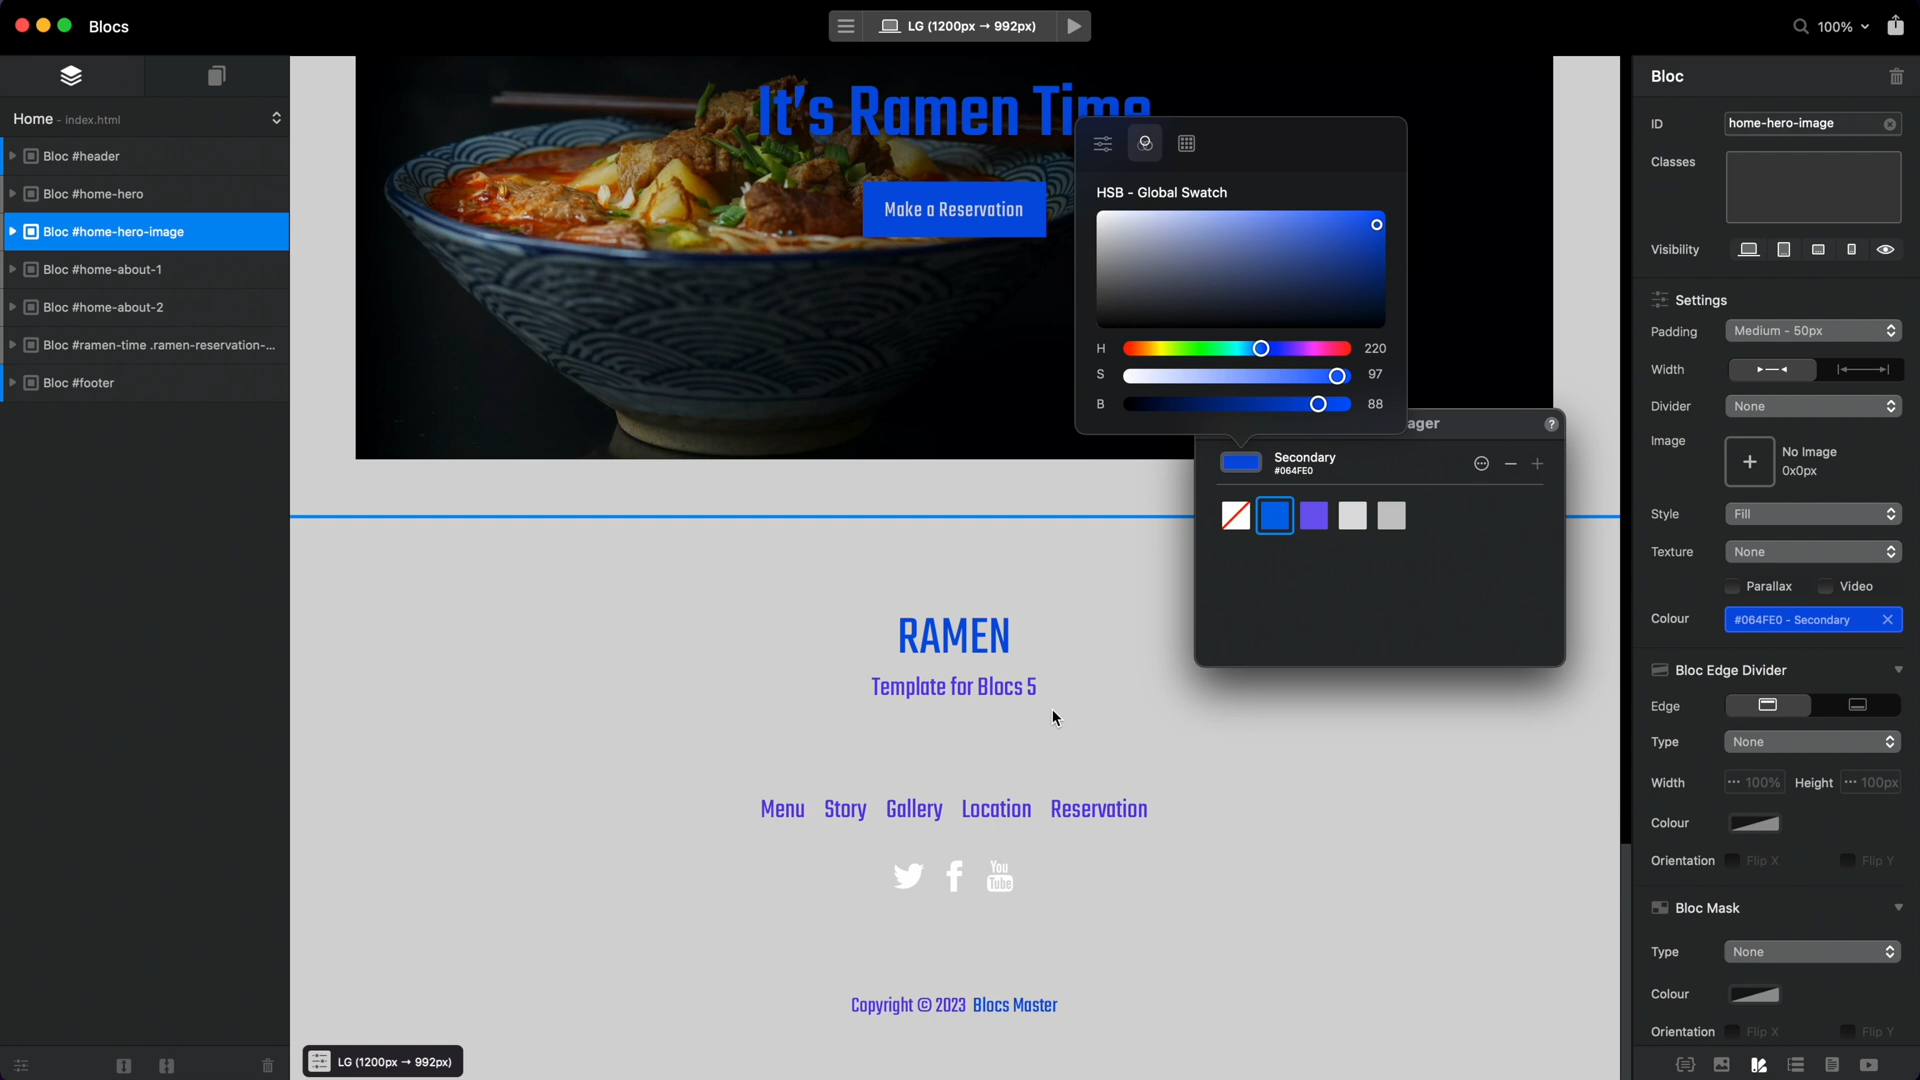 Blocs
LG (1200px → 992px)
100%
Home - index.html
Bloc #header
Bloc #home-hero
Bloc #home-hero-image
Bloc #home-about-1
Bloc #home-about-2
Bloc #ramen-time .ramen-reservation-...
Bloc #footer
It's Ramen Time
Make a Reservation
HSB - Global Swatch
H 220
S 97
B 88
ager
?
Secondary
#064FE0
RAMEN
Template for Blocs 5
Menu Story Gallery Location Reservation
You
Tube
Copyright © 2023 Blocs Master
LG (1200px → 992px)
Bloc
ID home-hero-image
Classes
Visibility
Settings
Padding Medium - 50px
Width
Divider None
Image
No Image
0x0px
Style Fill
Texture None
Parallax Video
Colour #064FE0 - Secondary
Bloc Edge Divider
Edge
Type None
Width 100% Height 100px
Colour
Orientation Flip X Flip Y
Bloc Mask
Type None
Colour
Orientation Flip X Flip Y